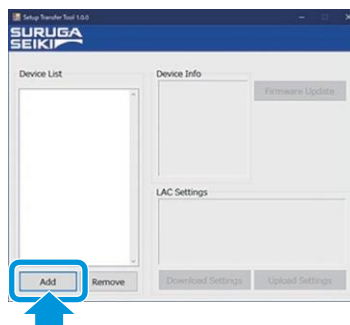 Setup Transfer Tool 1.0.0
SURUGA
SEIKI
Device List
Device Info
Firmware Update
LAC Settings
Add
Remove
Download Settings
Upload Settings